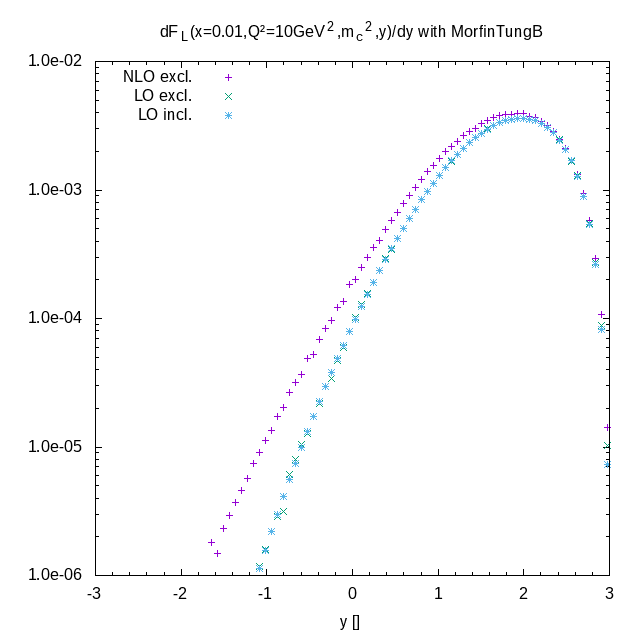 dF_L(x=0.01,Q²=10GeV²,m_c²,y)/dy with MorfinTungB
NLO excl.
LO excl.
LO incl.
1.0e-02
1.0e-03
1.0e-04
1.0e-05
1.0e-06
-3 -2 -1 0 1 2 3
y []